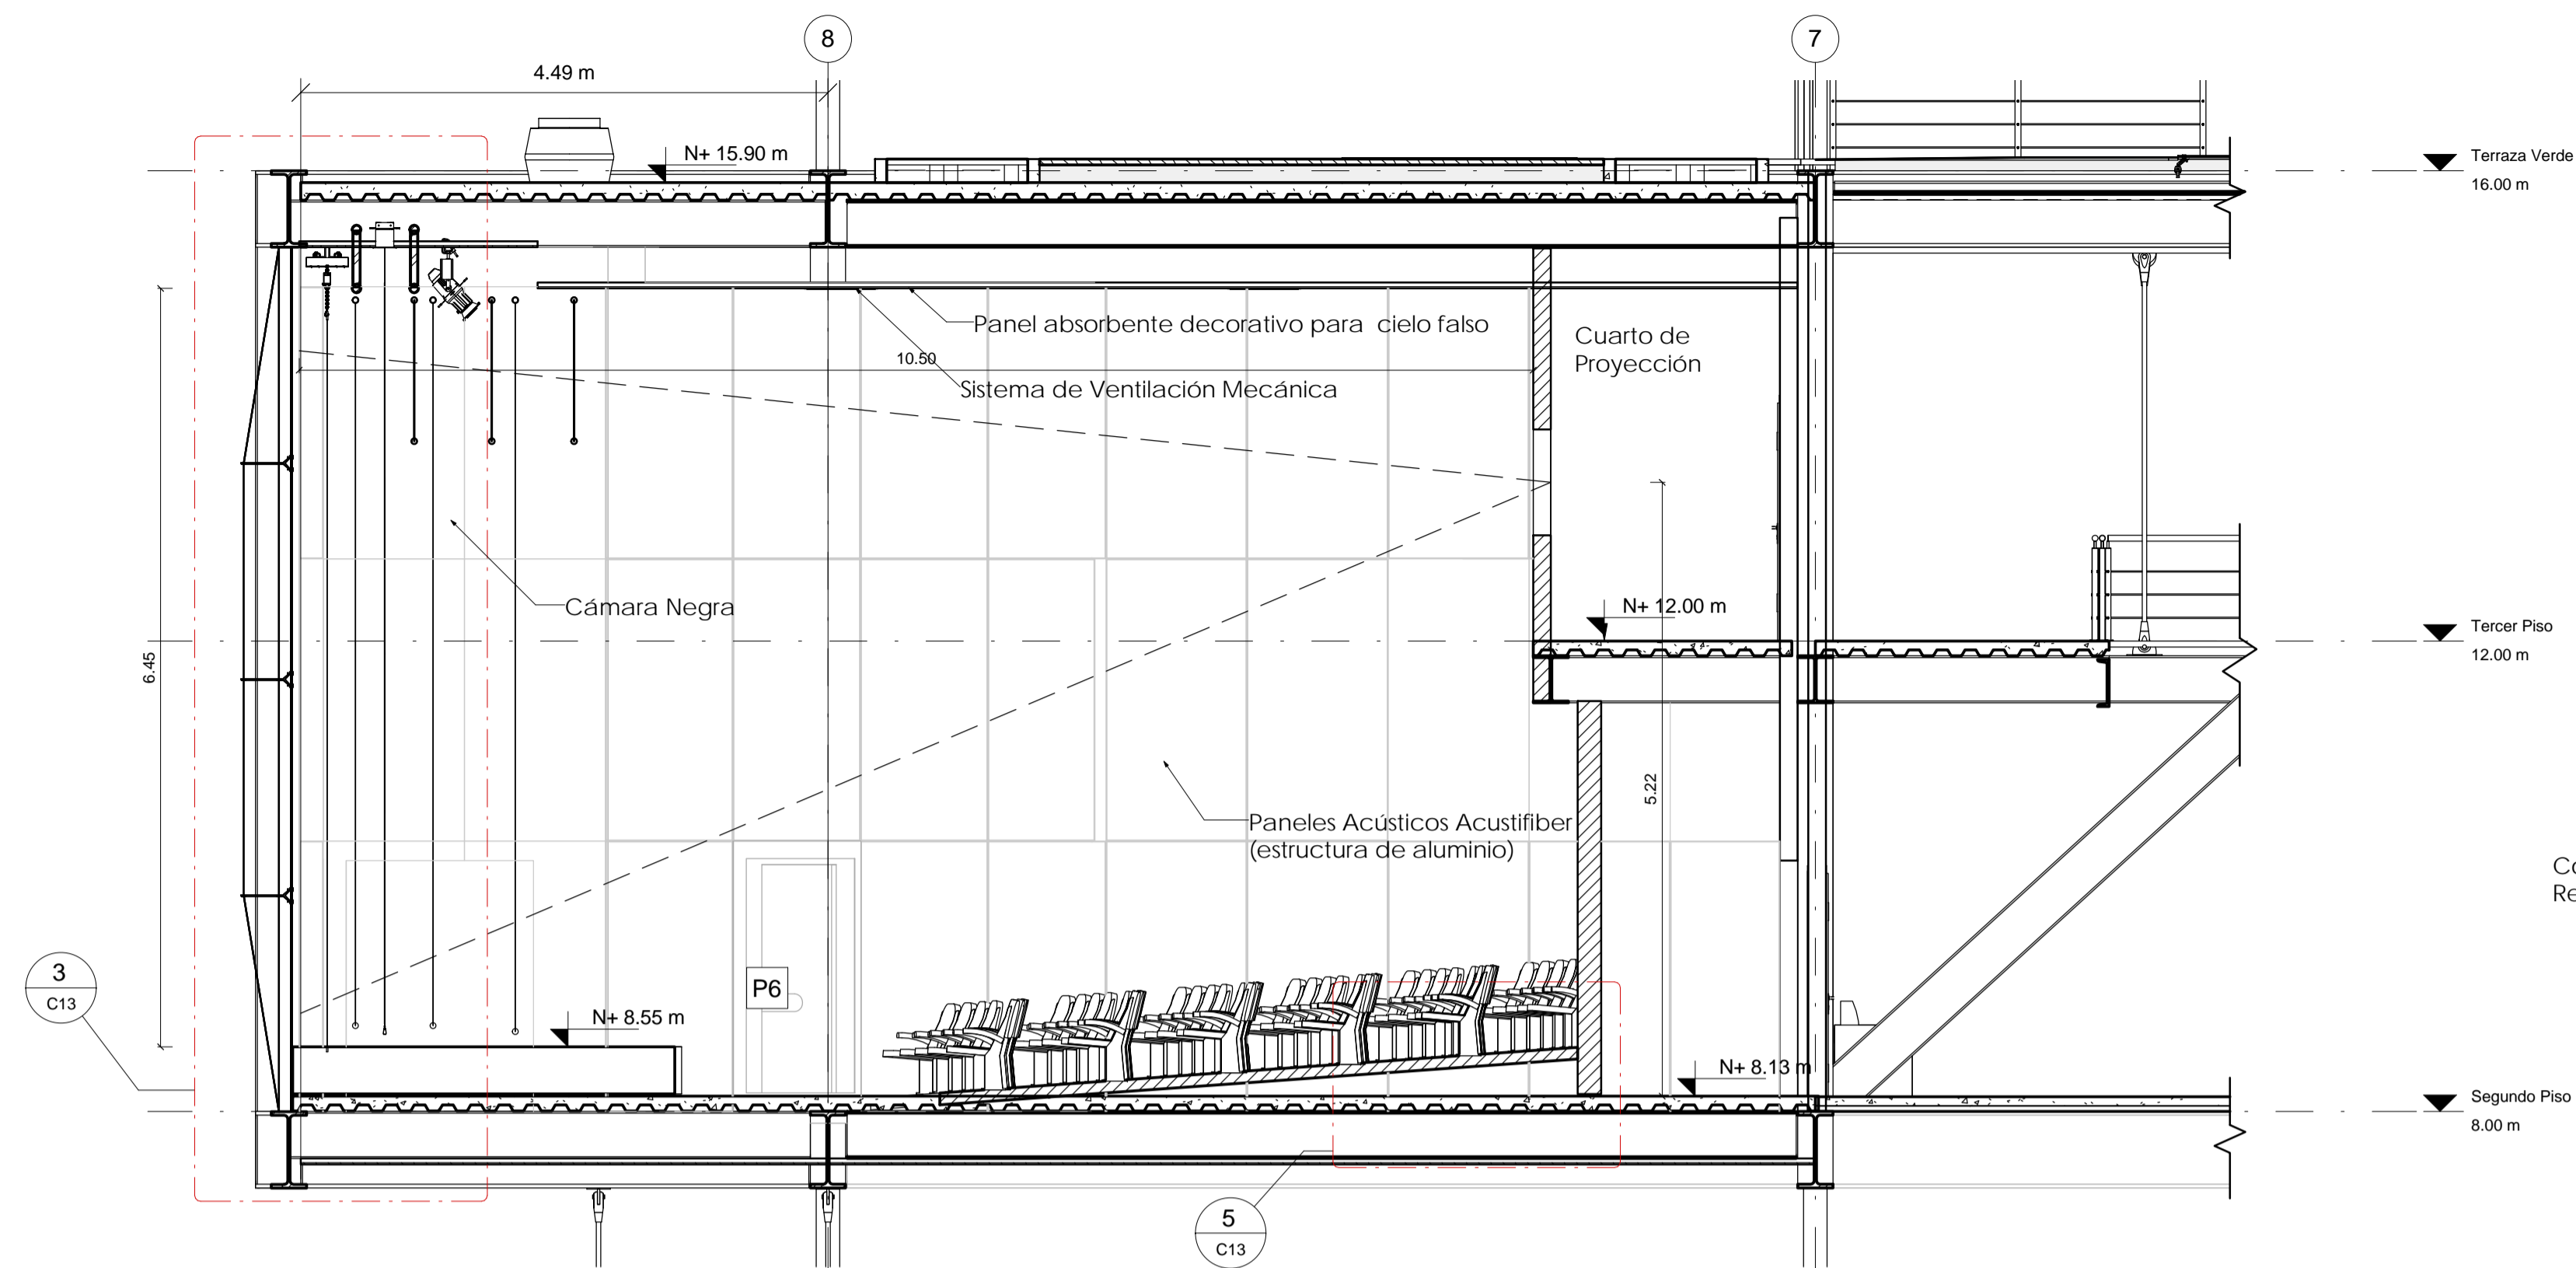 8
7
4.49 m
N+ 15.90 m
Terraza Verde
16.00 m
Panel absorbente decorativo para cielo falso
10.50
Sistema de Ventilación Mecánica
Cuarto de
Proyección
Cámara Negra
N+ 12.00 m
Tercer Piso
12.00 m
6.45
5.22
Paneles Acústicos Acustifiber
(estructura de aluminio)
P6
3
C13
N+ 8.55 m
N+ 8.13 m
Segundo Piso
8.00 m
5
C13